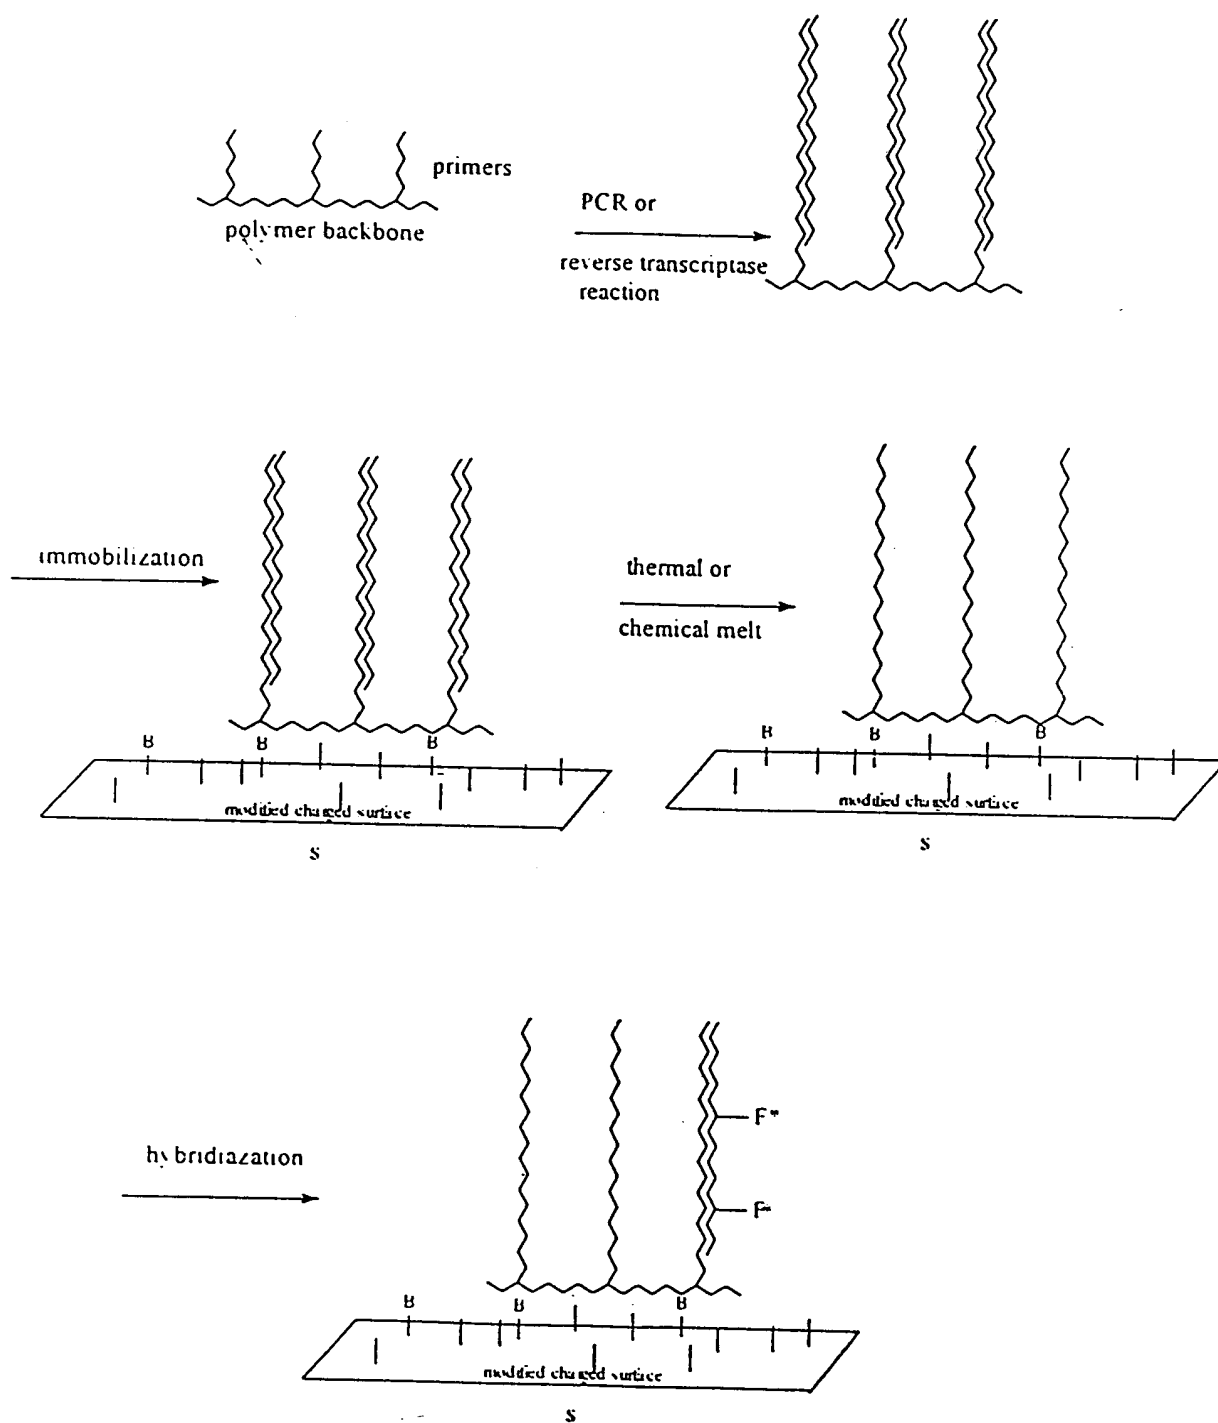 primers
polymer backbone
PCR or
reverse transcriptase
reaction
immobilization
thermal or
chemical melt
B
B
B
modified charged surface
S
B
B
B
modified charged surface
S
hybridiazation
F*
F*
B
B
B
modified charged surface
S